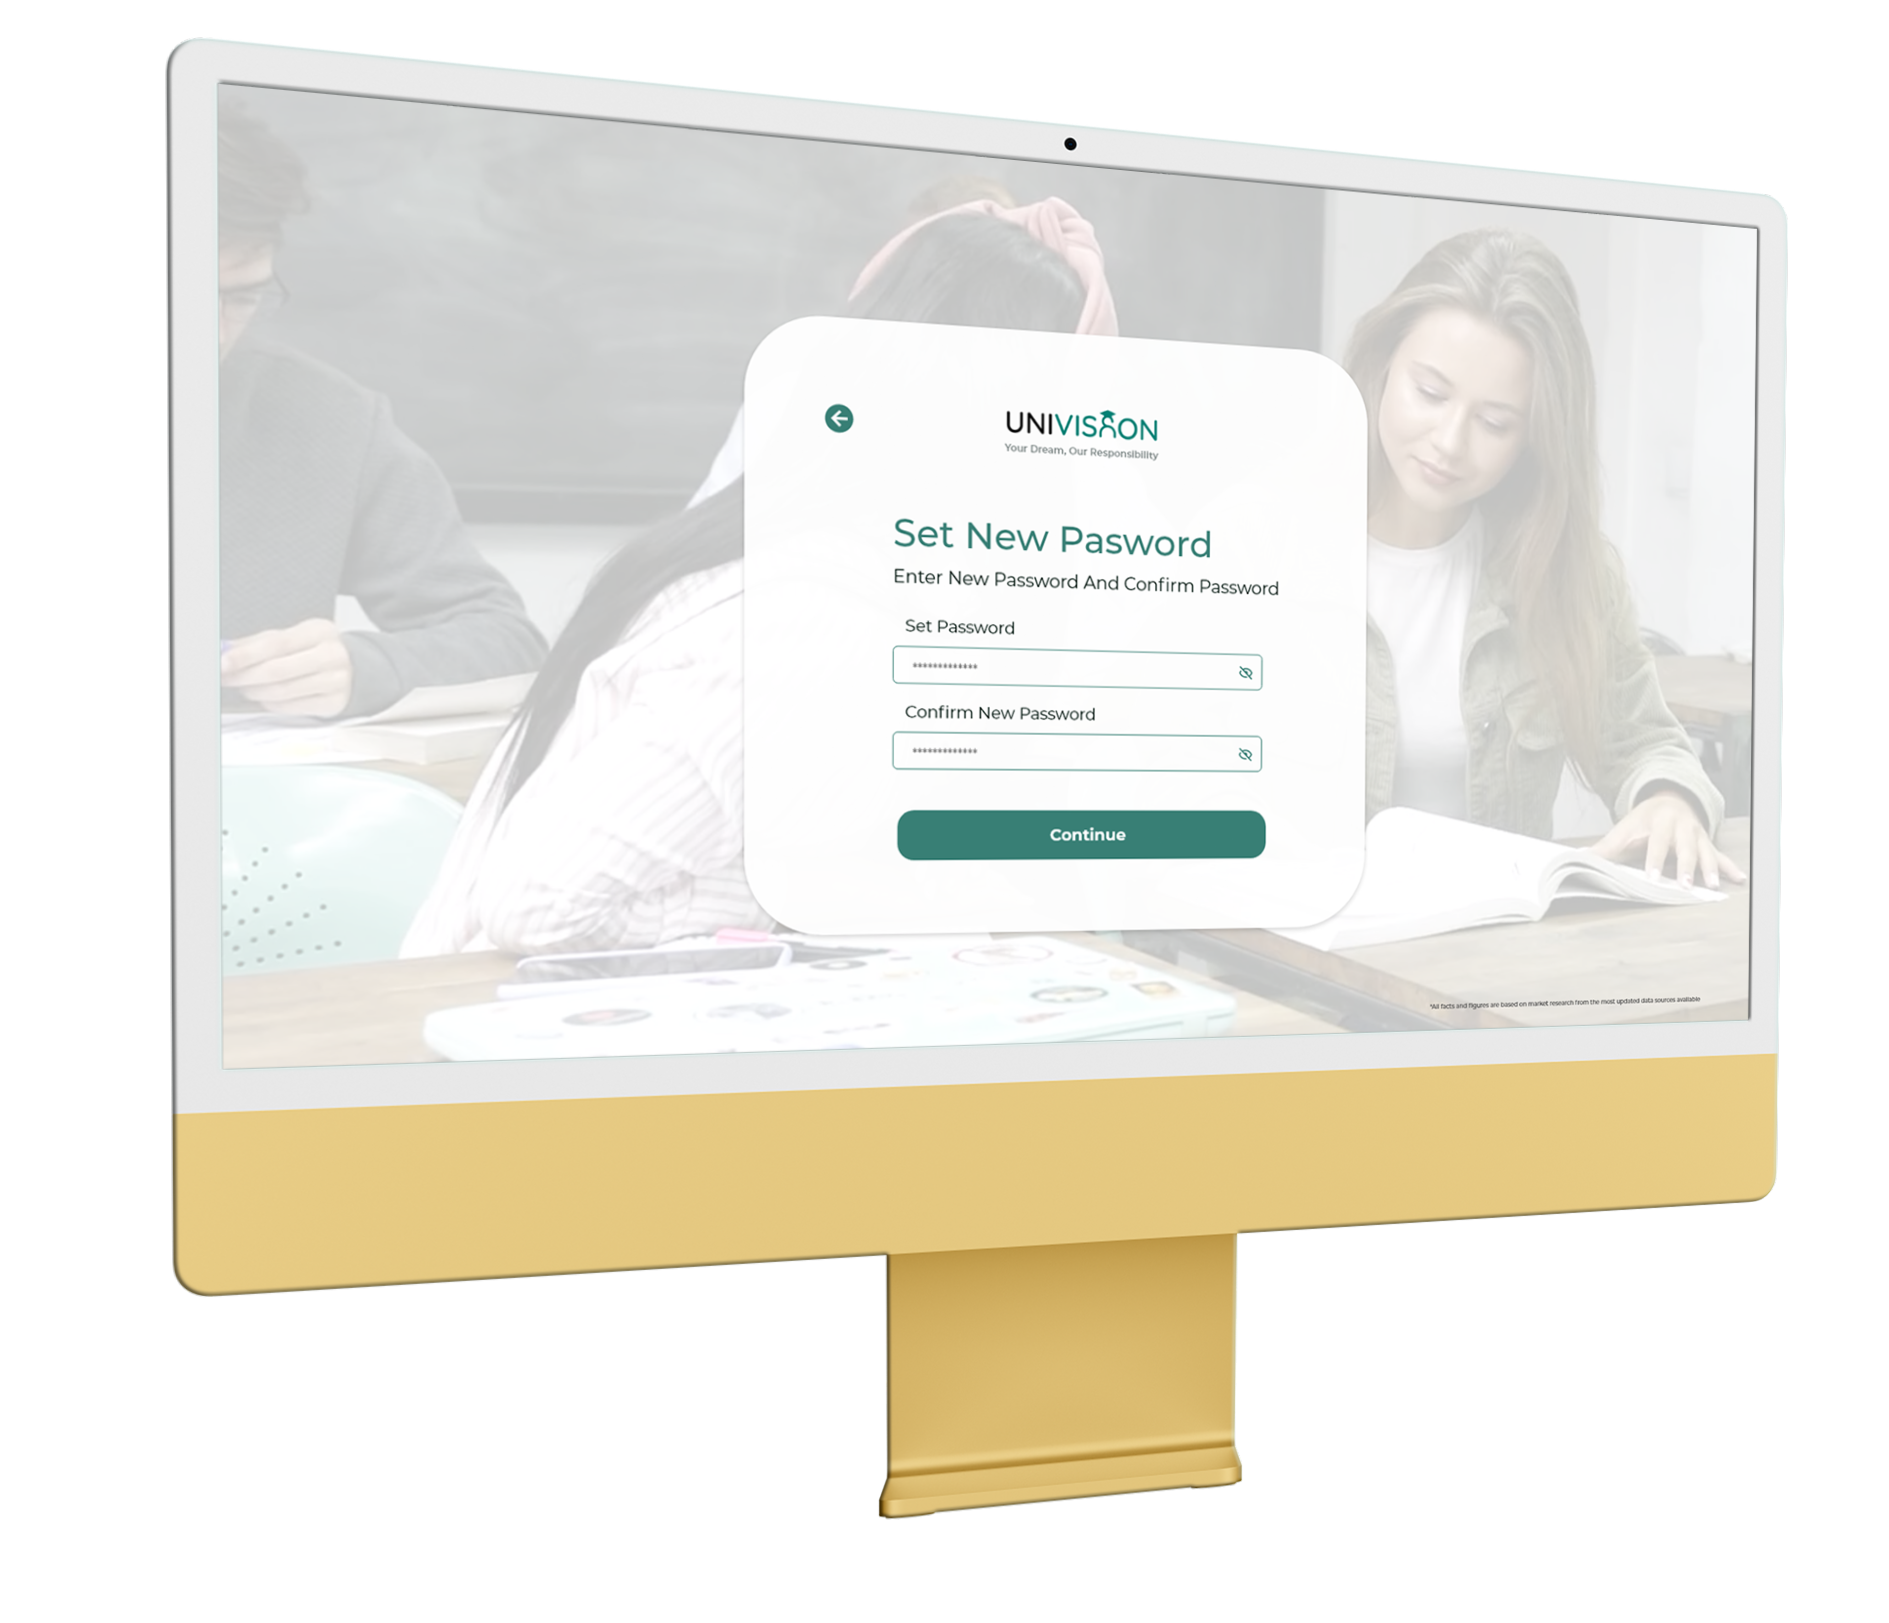 UNIVISION
Your Dream, Our Responsibility
Set New Pasword
Enter New Password And Confirm Password
Set Password
*************
Confirm New Password
*************
Continue
*All facts and figures are based on market research from the most updated data sources available